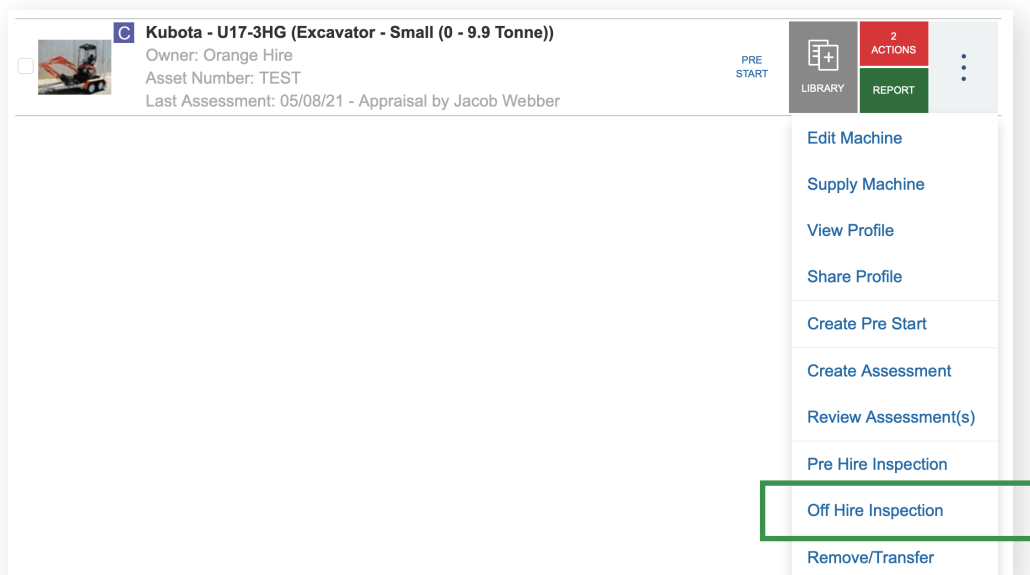 C
Kubota - U17-3HG (Excavator - Small (0 - 9.9 Tonne))
Owner: Orange Hire
Asset Number: TEST
Last Assessment: 05/08/21 - Appraisal by Jacob Webber
PRE
START
LIBRARY
2
ACTIONS
REPORT
Edit Machine
Supply Machine
View Profile
Share Profile
Create Pre Start
Create Assessment
Review Assessment(s)
Pre Hire Inspection
Off Hire Inspection
Remove/Transfer